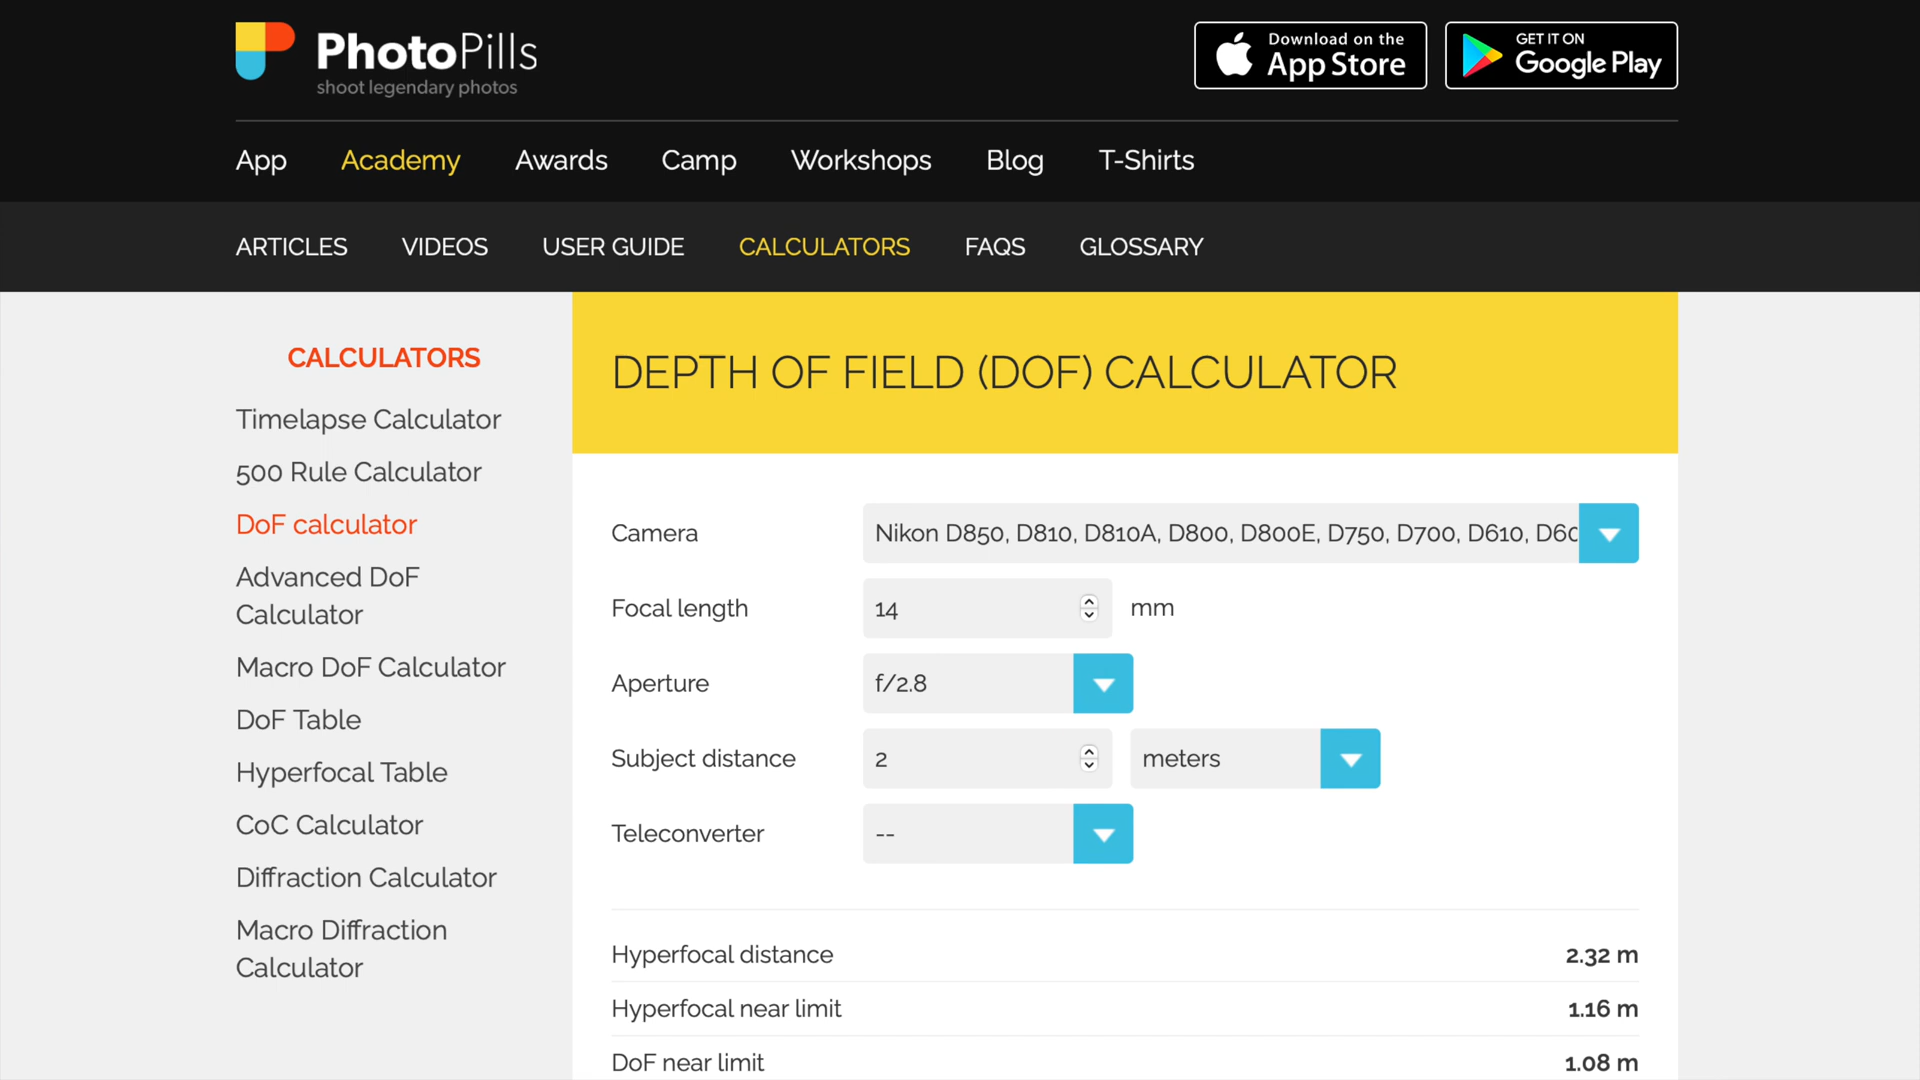 PhotoPills
shoot legendary photos
Download on the
App Store
GET IT ON
Google Play
App Academy Awards Camp Workshops Blog T-Shirts
ARTICLES VIDEOS USER GUIDE CALCULATORS FAQS GLOSSARY
CALCULATORS
Timelapse Calculator
500 Rule Calculator
DoF calculator
Advanced DoF
Calculator
Macro DoF Calculator
DoF Table
Hyperfocal Table
CoC Calculator
Diffraction Calculator
Macro Diffraction
Calculator
DEPTH OF FIELD (DOF) CALCULATOR
Camera Nikon D850, D810, D810A, D800, D800E, D750, D700, D610, D60
Focal length 14 mm
Aperture f/2.8
Subject distance 2 meters
Teleconverter --
Hyperfocal distance 2.32 m
Hyperfocal near limit 1.16 m
DoF near limit 1.08 m